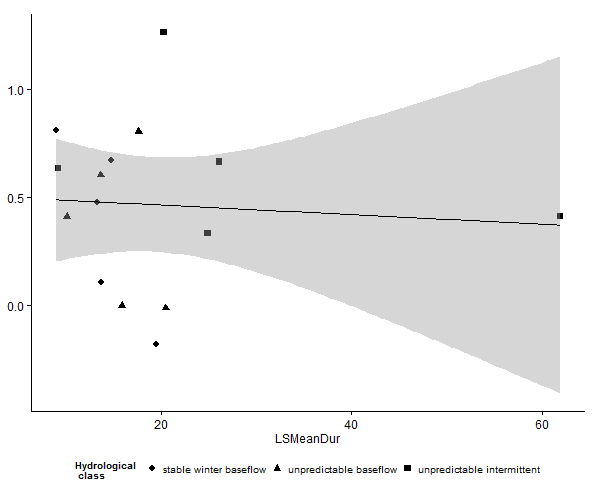 1.0
0.5
0.0
20 40 60
LSMeanDur
Hydrological class stable winter baseflow unpredictable baseflow unpredictable intermittent